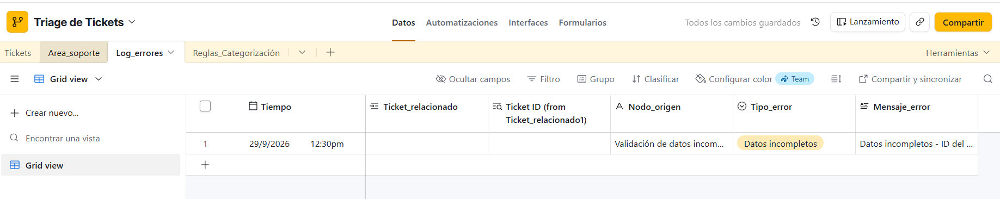 Triage de Tickets
Datos Automatizaciones Interfaces Formularios
Todos los cambios guardados Lanzamiento Compartir
Tickets Area_soporte Log_errores Reglas_Categorización Herramientas
Grid view Ocultar campos Filtro Grupo Clasificar Configurar color Team Compartir y sincronizar
Crear nuevo...
Encontrar una vista
Grid view
Tiempo Ticket_relacionado Ticket ID (from Nodo_origen Tipo_error Mensaje_error
Ticket_relacionado1)
1 29/9/2026 12:30pm Validación de datos incom... Datos incompletos Datos incompletos - ID del ...